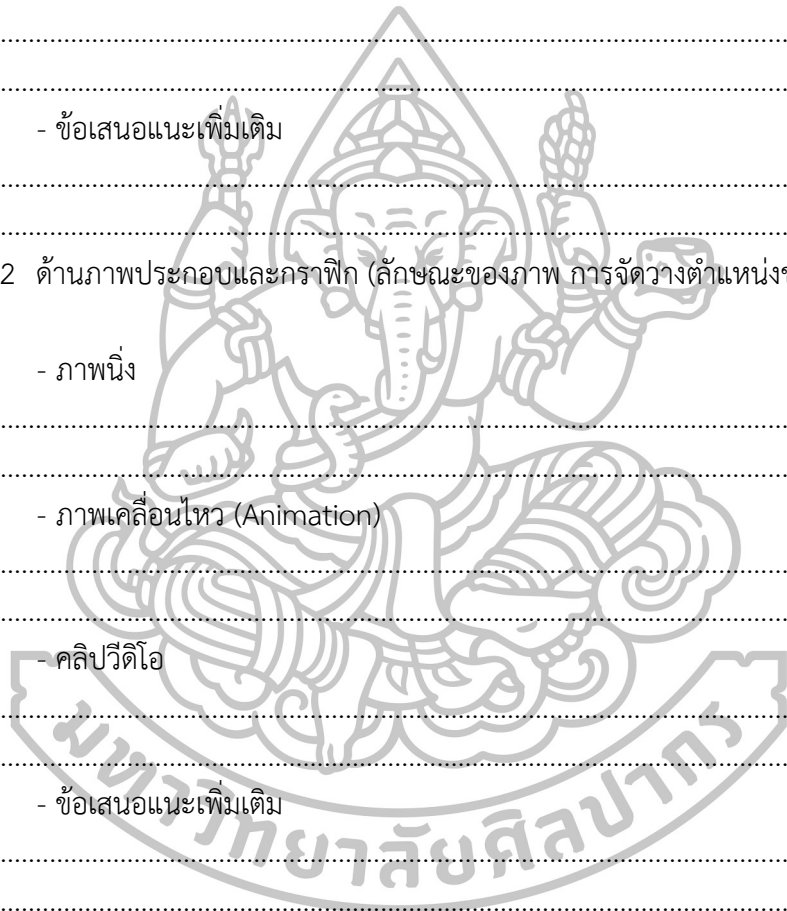 ........................................................................................................................
........................................................................................................................
- ข้อเสนอแนะเพิ่มเติม
........................................................................................................................
........................................................................................................................
2 ด้านภาพประกอบและกราฟิก (ลักษณะของภาพ การจัดวางตำแหน่ง
- ภาพนิ่ง
........................................................................................................................
........................................................................................................................
- ภาพเคลื่อนไหว (Animation)
........................................................................................................................
........................................................................................................................
- คลิปวีดิโอ
........................................................................................................................
........................................................................................................................
- ข้อเสนอแนะเพิ่มเติม
........................................................................................................................
........................................................................................................................
มหาวิทยาลัยศิลปากร